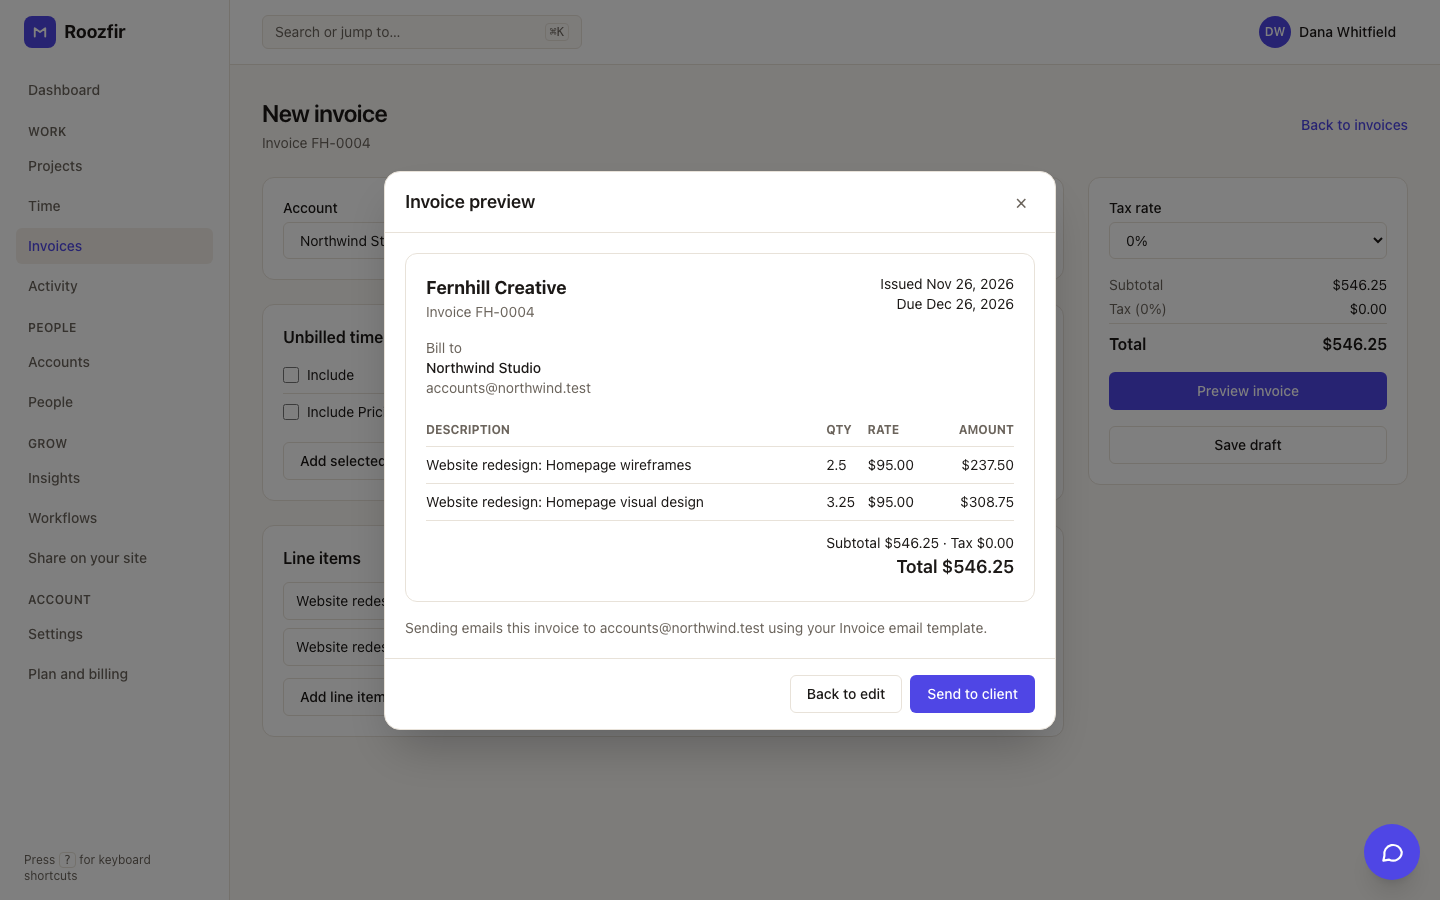 Roozfir
Search or jump to... ⌘K
DW Dana Whitfield
Dashboard
WORK
Projects
Time
Invoices
Activity
PEOPLE
Accounts
People
GROW
Insights
Workflows
Share on your site
ACCOUNT
Settings
Plan and billing
Press ? for keyboard
shortcuts
New invoice
Invoice FH-0004
Back to invoices
Account
Northwind St
Unbilled time
Include
Include Pric
Add selected
Line items
Website redes
Website redes
Add line item
Invoice preview
×
Fernhill Creative
Invoice FH-0004
Issued Nov 26, 2026
Due Dec 26, 2026
Bill to
Northwind Studio
accounts@northwind.test
DESCRIPTION QTY RATE AMOUNT
Website redesign: Homepage wireframes 2.5 $95.00 $237.50
Website redesign: Homepage visual design 3.25 $95.00 $308.75
Subtotal $546.25 · Tax $0.00
Total $546.25
Sending emails this invoice to accounts@northwind.test using your Invoice email template.
Back to edit
Send to client
Tax rate
0%
Subtotal $546.25
Tax (0%) $0.00
Total $546.25
Preview invoice
Save draft